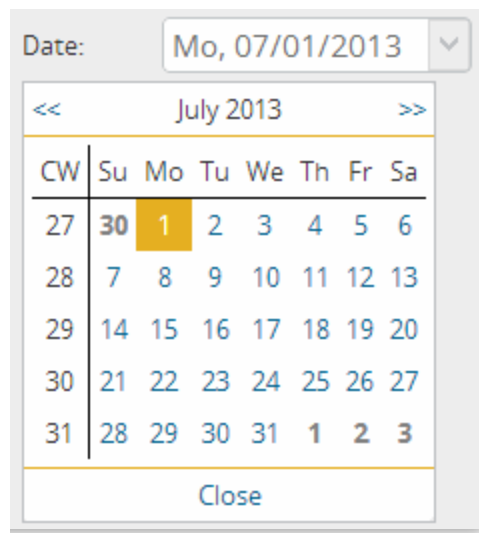 Date: Mo, 07/01/2013
<< July 2013 >>
CW Su Mo Tu We Th Fr Sa
27 30 1 2 3 4 5 6
28 7 8 9 10 11 12 13
29 14 15 16 17 18 19 20
30 21 22 23 24 25 26 27
31 28 29 30 31 1 2 3
Close